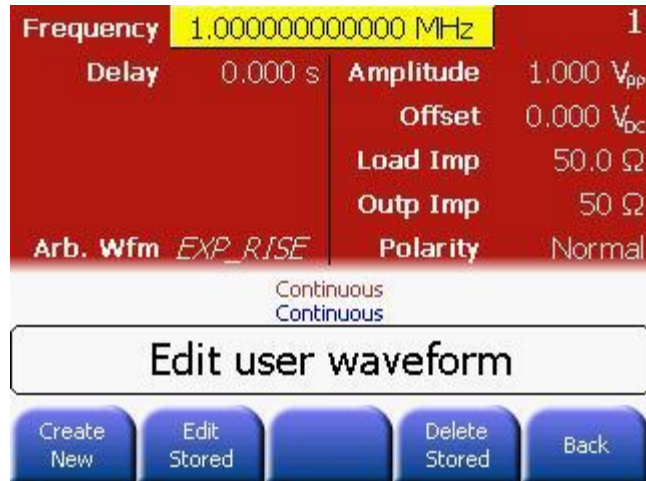 Frequency 1.000000000000 MHz 1
Delay 0.000 s Amplitude 1.000 Vpp
Offset 0.000 VDC
Load Imp 50.0 Ω
Outp Imp 50 Ω
Arb. Wfm EXP_RISE Polarity Normal
Continuous
Continuous
Edit user waveform
Create New
Edit Stored
Delete Stored
Back